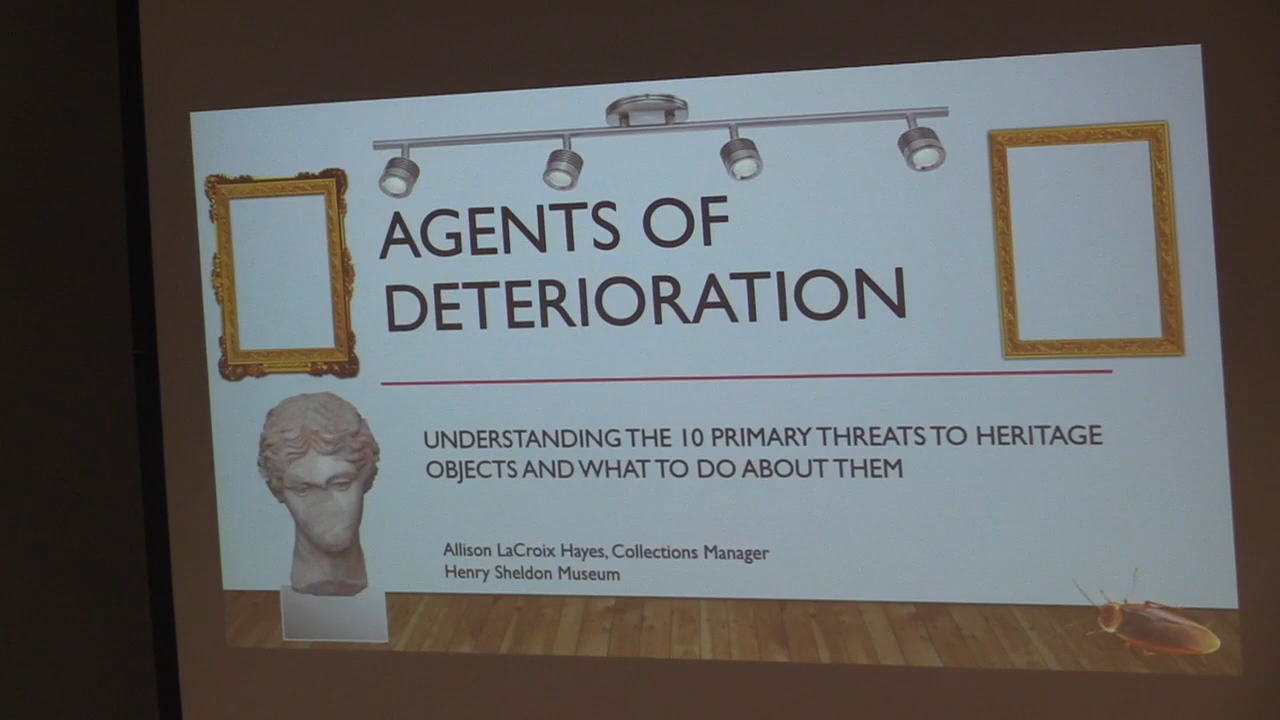 AGENTS OF
DETERIORATION
UNDERSTANDING THE 10 PRIMARY THREATS TO HERITAGE
OBJECTS AND WHAT TO DO ABOUT THEM
Allison LaCroix Hayes, Collections Manager
Henry Sheldon Museum